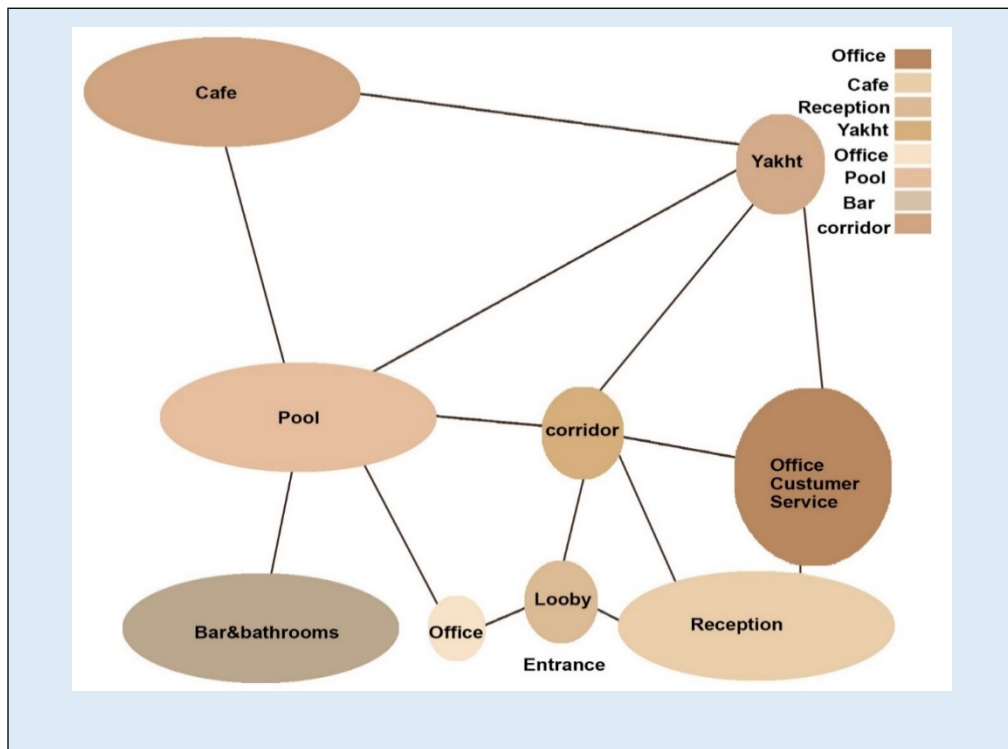 Office
Cafe
Reception
Yakht
Office
Pool
Bar
corridor
Cafe
Yakht
Pool
corridor
Office
Custumer
Service
Bar&bathrooms
Office
Looby
Reception
Entrance